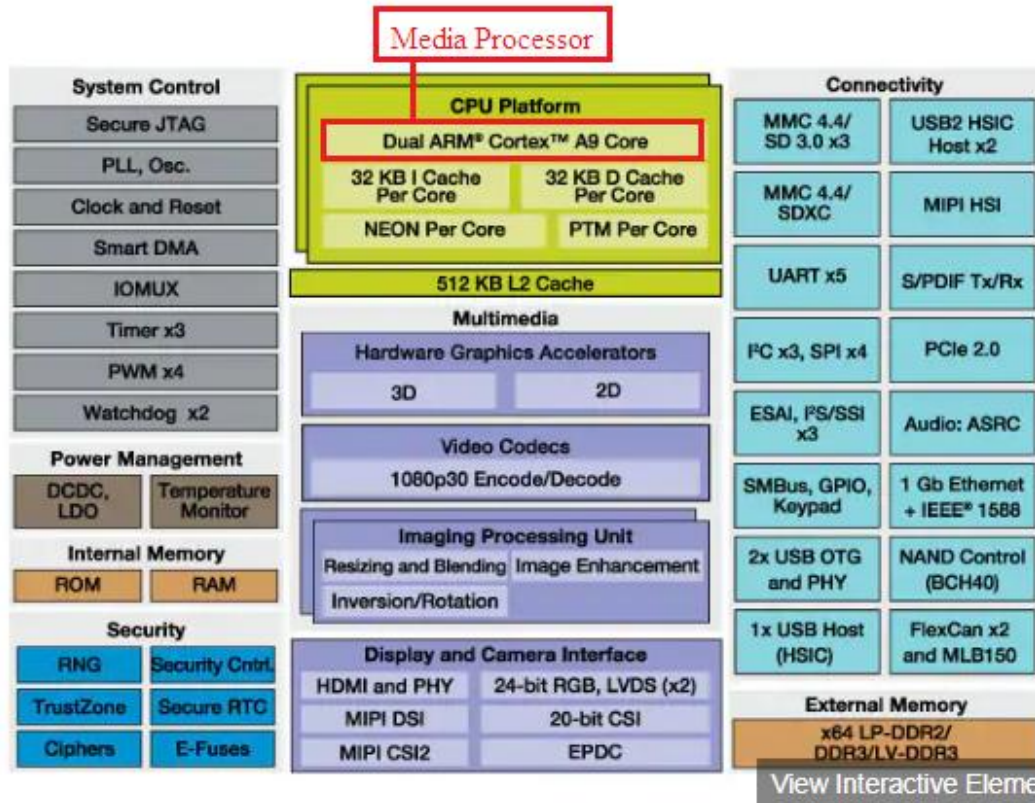 Media Processor
System Control
Secure JTAG
PLL, Osc.
Clock and Reset
Smart DMA
IOMUX
Timer x3
PWM x4
Watchdog x2
Power Management
DCDC,
LDO
Temperature
Monitor
Internal Memory
ROM
RAM
Security
RNG
Security Cntrl.
TrustZone
Secure RTC
Ciphers
E-Fuses
CPU Platform
Dual ARM® Cortex™ A9 Core
32 KB I Cache
Per Core
32 KB D Cache
Per Core
NEON Per Core
PTM Per Core
512 KB L2 Cache
Multimedia
Hardware Graphics Accelerators
3D
2D
Video Codecs
1080p30 Encode/Decode
Imaging Processing Unit
Resizing and Blending
Image Enhancement
Inversion/Rotation
Display and Camera Interface
HDMI and PHY
24-bit RGB, LVDS (x2)
MIPI DSI
20-bit CSI
MIPI CSI2
EPDC
Connectivity
MMC 4.4/
SD 3.0 x3
USB2 HSIC
Host x2
MMC 4.4/
SDXC
MIPI HSI
UART x5
S/PDIF Tx/Rx
I²C x3, SPI x4
PCIe 2.0
ESAI, I²S/SSI
x3
Audio: ASRC
SMBus, GPIO,
Keypad
1 Gb Ethernet
+ IEEE® 1588
2x USB OTG
and PHY
NAND Control
(BCH40)
1x USB Host
(HSIC)
FlexCan x2
and MLB150
External Memory
x64 LP-DDR2/
DDR3/LV-DDR3
View Interactive Eleme